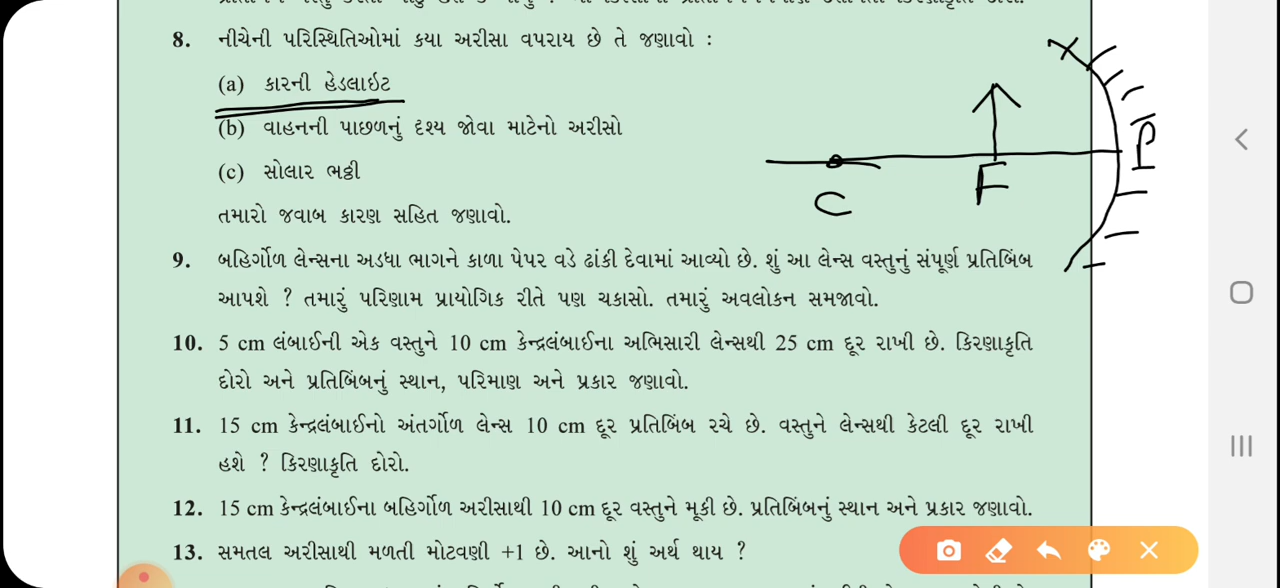 8. નીચેની પરિસ્થિતિઓમાં કયા અરીસા વપરાય છે તે જણાવો :
(a) કારની હેડલાઇટ
(b) વાહનની પાછળનું દૃશ્ય જોવા માટેનો અરીસો
(c) સોલાર ભઠ્ઠી
તમારો જવાબ કારણ સહિત જણાવો.
C F P
9. બહિર્ગોળ લેન્સના અડધા ભાગને કાળા પેપર વડે ઢાંકી દેવામાં આવ્યો છે. શું આ લેન્સ વસ્તુનું સંપૂર્ણ પ્રતિબિંબ
આપશે ? તમારું પરિણામ પ્રાયોગિક રીતે પણ ચકાસો. તમારું અવલોકન સમજાવો.
10. 5 cm લંબાઈની એક વસ્તુને 10 cm કેન્દ્રલંબાઈના અભિસારી લેન્સથી 25 cm દૂર રાખી છે. કિરણાકૃતિ
દોરો અને પ્રતિબિંબનું સ્થાન, પરિમાણ અને પ્રકાર જણાવો.
11. 15 cm કેન્દ્રલંબાઈનો અંતર્ગોળ લેન્સ 10 cm દૂર પ્રતિબિંબ રચે છે. વસ્તુને લેન્સથી કેટલી દૂર રાખી
હશે ? કિરણાકૃતિ દોરો.
12. 15 cm કેન્દ્રલંબાઈના બહિર્ગોળ અરીસાથી 10 cm દૂર વસ્તુને મૂકી છે. પ્રતિબિંબનું સ્થાન અને પ્રકાર જણાવો.
13. સમતલ અરીસાથી મળતી મોટવણી +1 છે. આનો શું અર્થ થાય ?